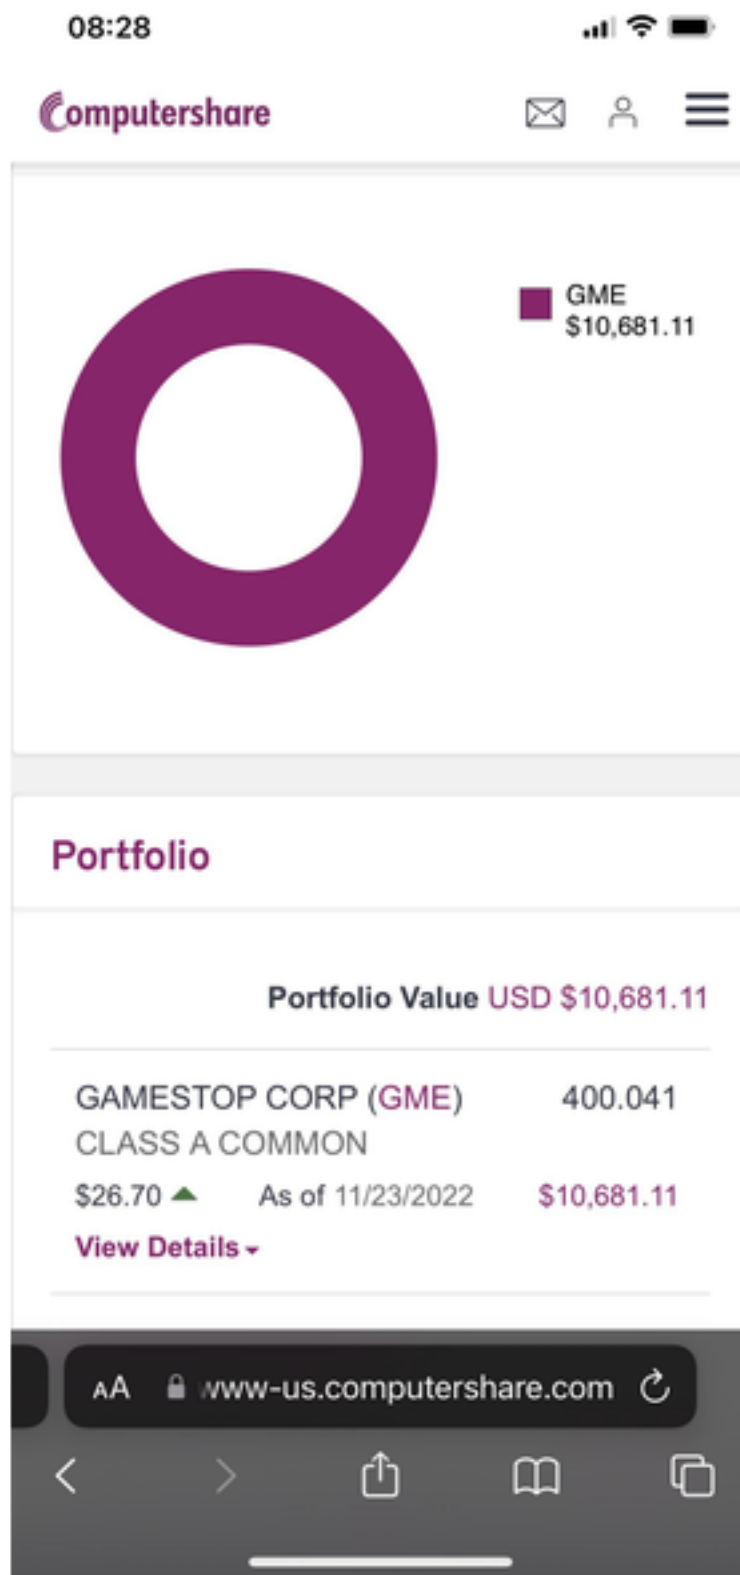 08:28
Computershare
GME
$10,681.11
Portfolio
Portfolio Value USD $10,681.11
GAMESTOP CORP (GME) 400.041
CLASS A COMMON
$26.70 As of 11/23/2022 $10,681.11
View Details
AA www-us.computershare.com